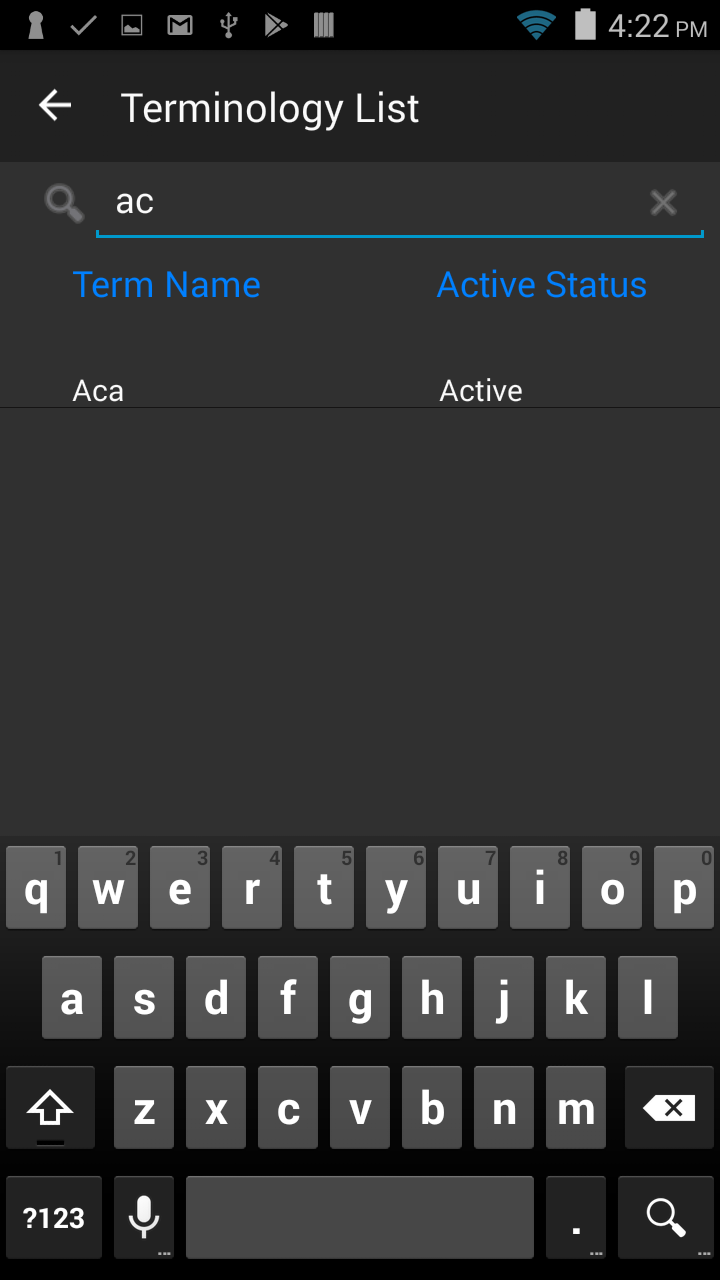 4:22 PM
Terminology List
ac
Term Name Active Status
Aca Active
1 2 3 4 5 6 7 8 9 0
q w e r t y u i o p
a s d f g h j k l
z x c v b n m
?123 .